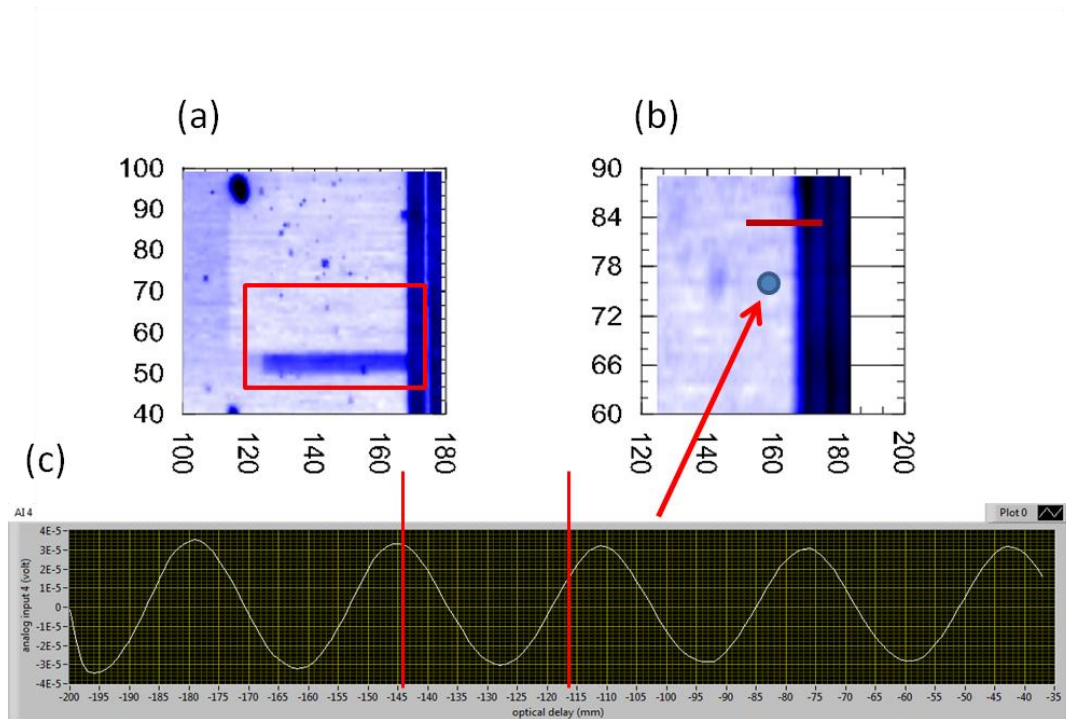 (a)
(b)
100
90
80
70
60
50
40
100
120
140
160
180
90
84
78
72
66
60
120
140
160
180
200
(c)
AI 4
Plot 0
analog input 4 (volt)
4E-5
3E-5
2E-5
1E-5
0
-1E-5
-2E-5
-3E-5
-4E-5
-200 -195 -190 -185 -180 -175 -170 -165 -160 -155 -150 -145 -140 -135 -130 -125 -120 -115 -110 -105 -100 -95 -90 -85 -80 -75 -70 -65 -60 -55 -50 -45 -40 -35
optical delay (mm)